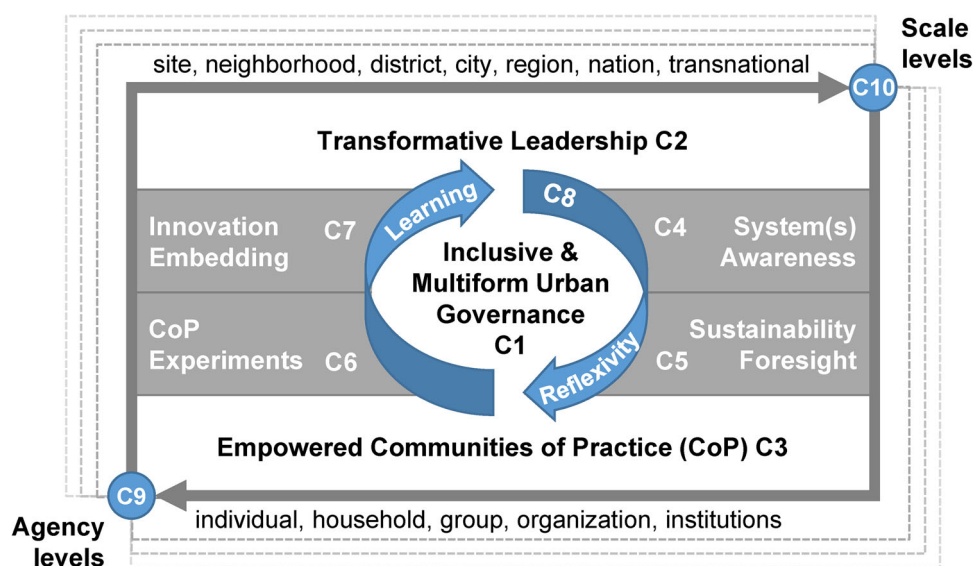 Scale
levels
C10
site, neighborhood, district, city, region, nation, transnational
Transformative Leadership C2
Learning
C8
Innovation
Embedding
C7
C4
System(s)
Awareness
Inclusive &
Multiform Urban
Governance
C1
CoP
Experiments
C6
Reflexivity
C5
Sustainability
Foresight
Empowered Communities of Practice (CoP) C3
C9
Agency
levels
individual, household, group, organization, institutions